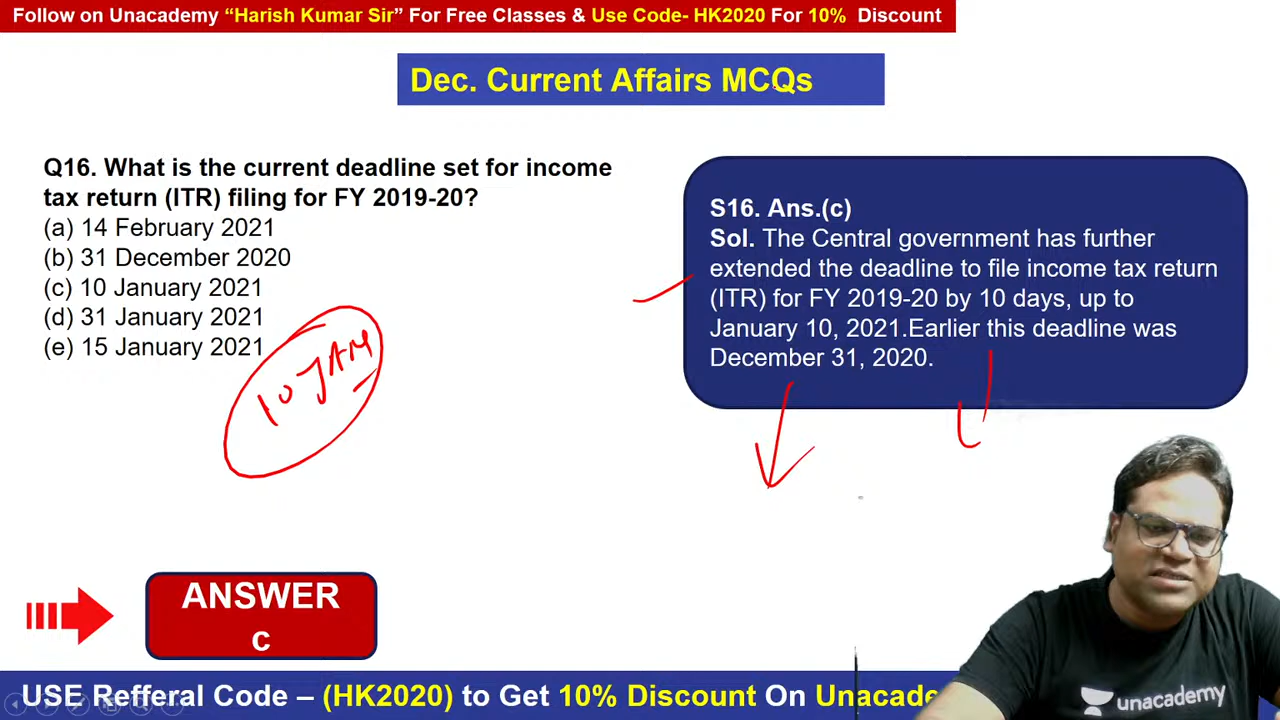 Follow on Unacademy “Harish Kumar Sir” For Free Classes & Use Code- HK2020 For 10% Discount
Dec. Current Affairs MCQs
Q16. What is the current deadline set for income
tax return (ITR) filing for FY 2019-20?
(a) 14 February 2021
(b) 31 December 2020
(c) 10 January 2021
(d) 31 January 2021
(e) 15 January 2021
10 JAN
S16. Ans.(c)
Sol. The Central government has further
extended the deadline to file income tax return
(ITR) for FY 2019-20 by 10 days, up to
January 10, 2021.Earlier this deadline was
December 31, 2020.
ANSWER
c
unacademy
USE Refferal Code – (HK2020) to Get 10% Discount On Unacade